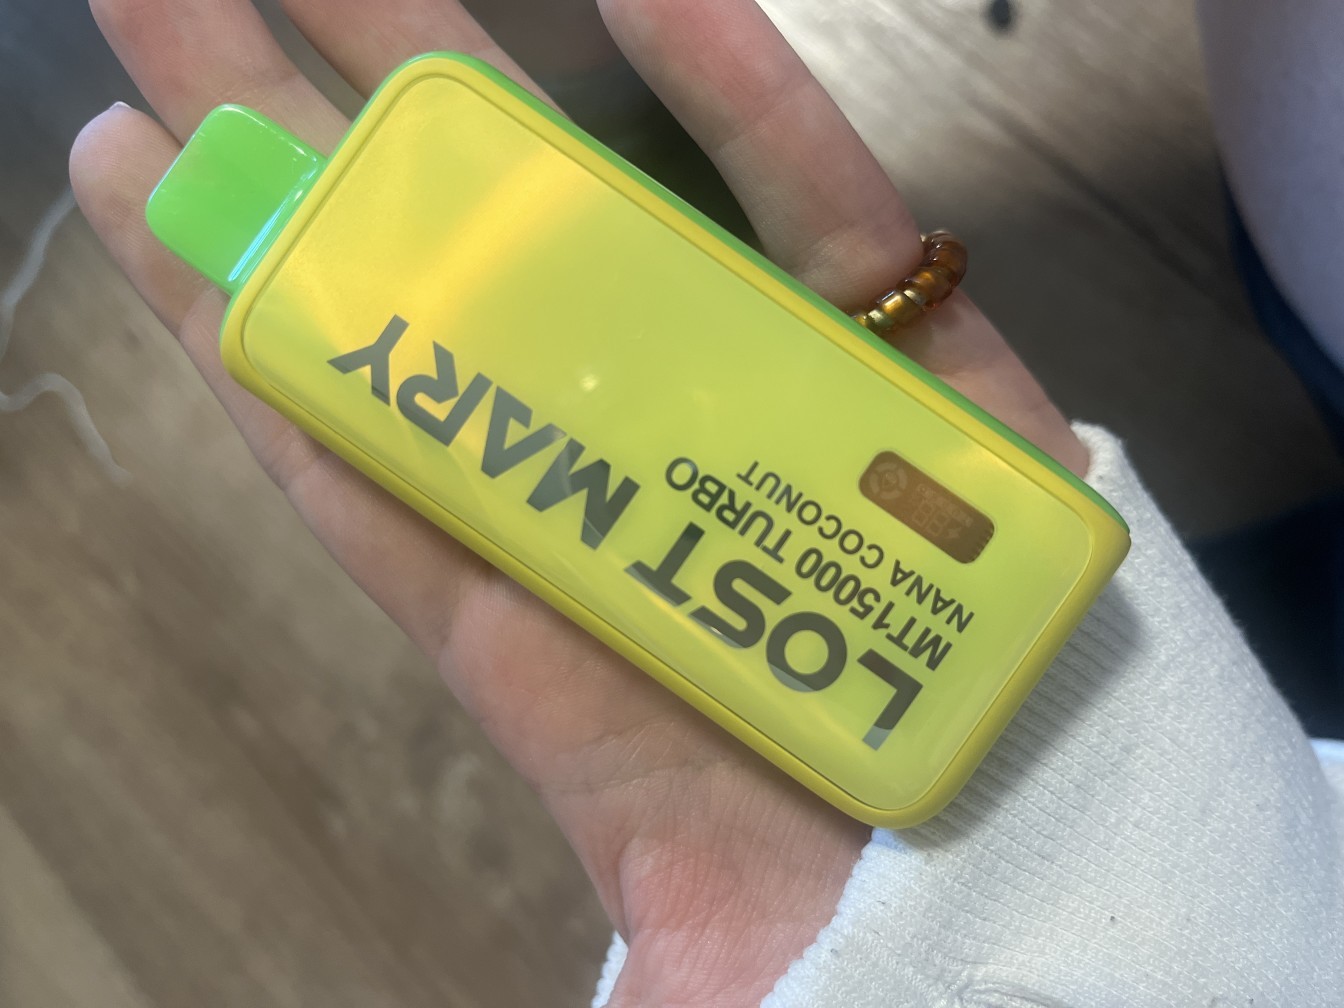 LOST MARY
MT15000 TURBO
NANA COCONUT